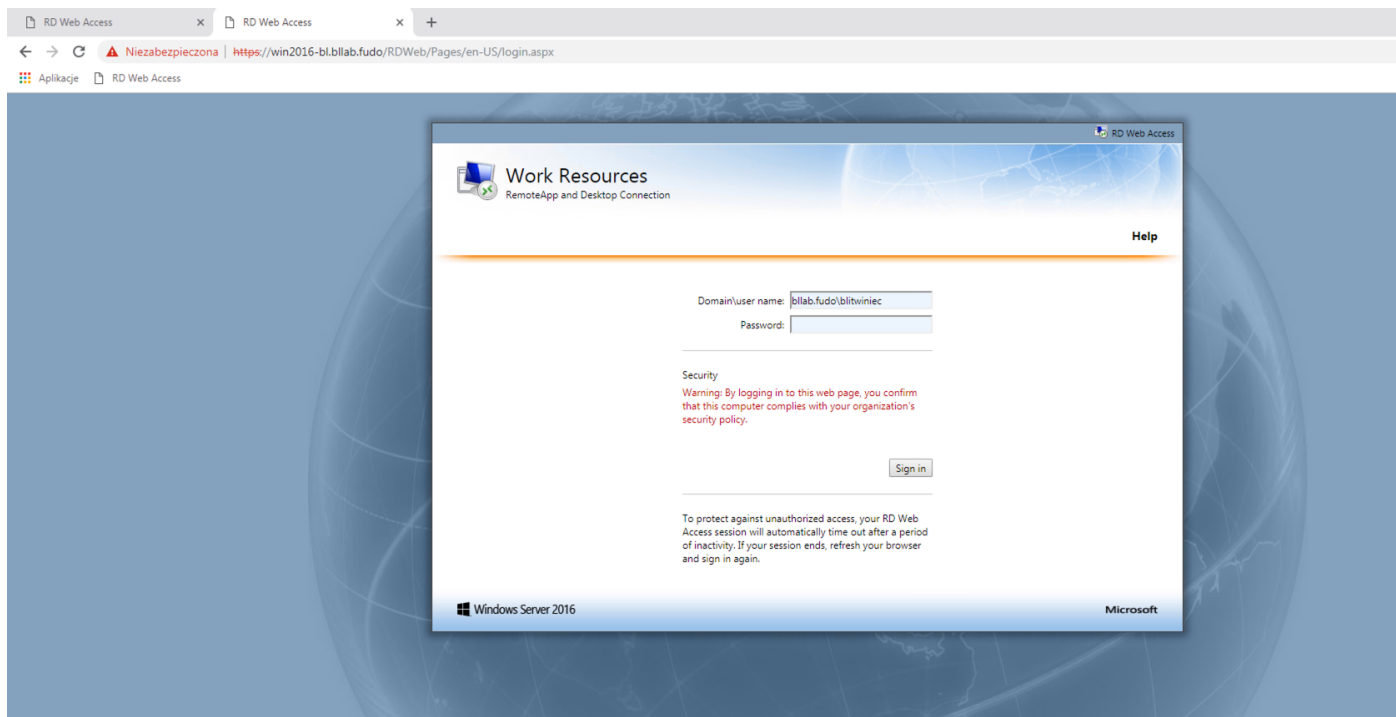 RD Web Access
RD Web Access
Niezabezpieczona | https://win2016-bl.bllab.fudo/RDWeb/Pages/en-US/login.aspx
Aplikacje RD Web Access
RD Web Access
Work Resources
RemoteApp and Desktop Connection
Help
Domain\user name: bllab.fudo\blitwiniec
Password:
Security
Warning: By logging in to this web page, you confirm
that this computer complies with your organization's
security policy.
Sign in
To protect against unauthorized access, your RD Web
Access session will automatically time out after a period
of inactivity. If your session ends, refresh your browser
and sign in again.
Windows Server 2016
Microsoft